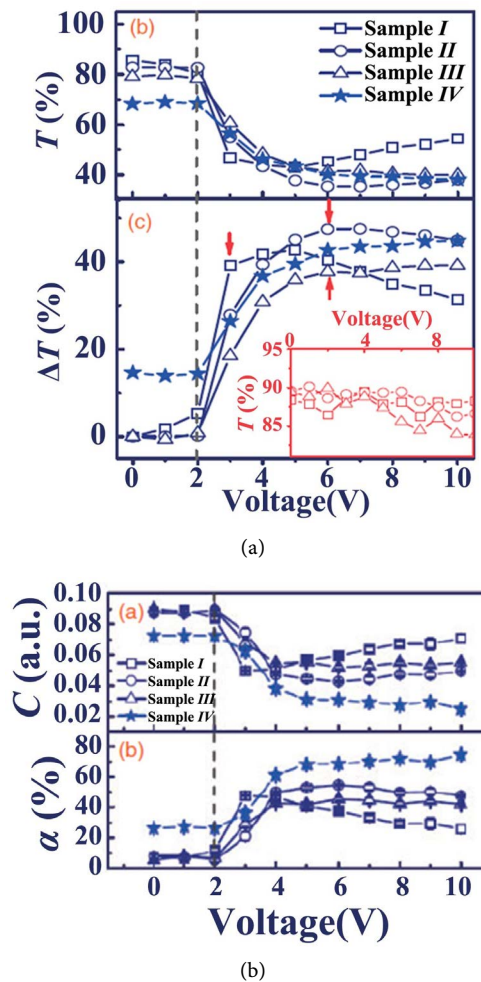 (b)
Sample I
Sample II
Sample III
Sample IV
T (%)
100
80
60
40
(c)
ΔT (%)
40
20
0
Voltage(V)
0 4 8
T (%)
95
90
85
0 2 4 6 8 10
Voltage(V)
(a)
(a)
C (a.u.)
0.10
0.08
0.06
0.04
0.02
Sample I
Sample II
Sample III
Sample IV
(b)
α (%)
80
60
40
20
0
0 2 4 6 8 10
Voltage(V)
(b)